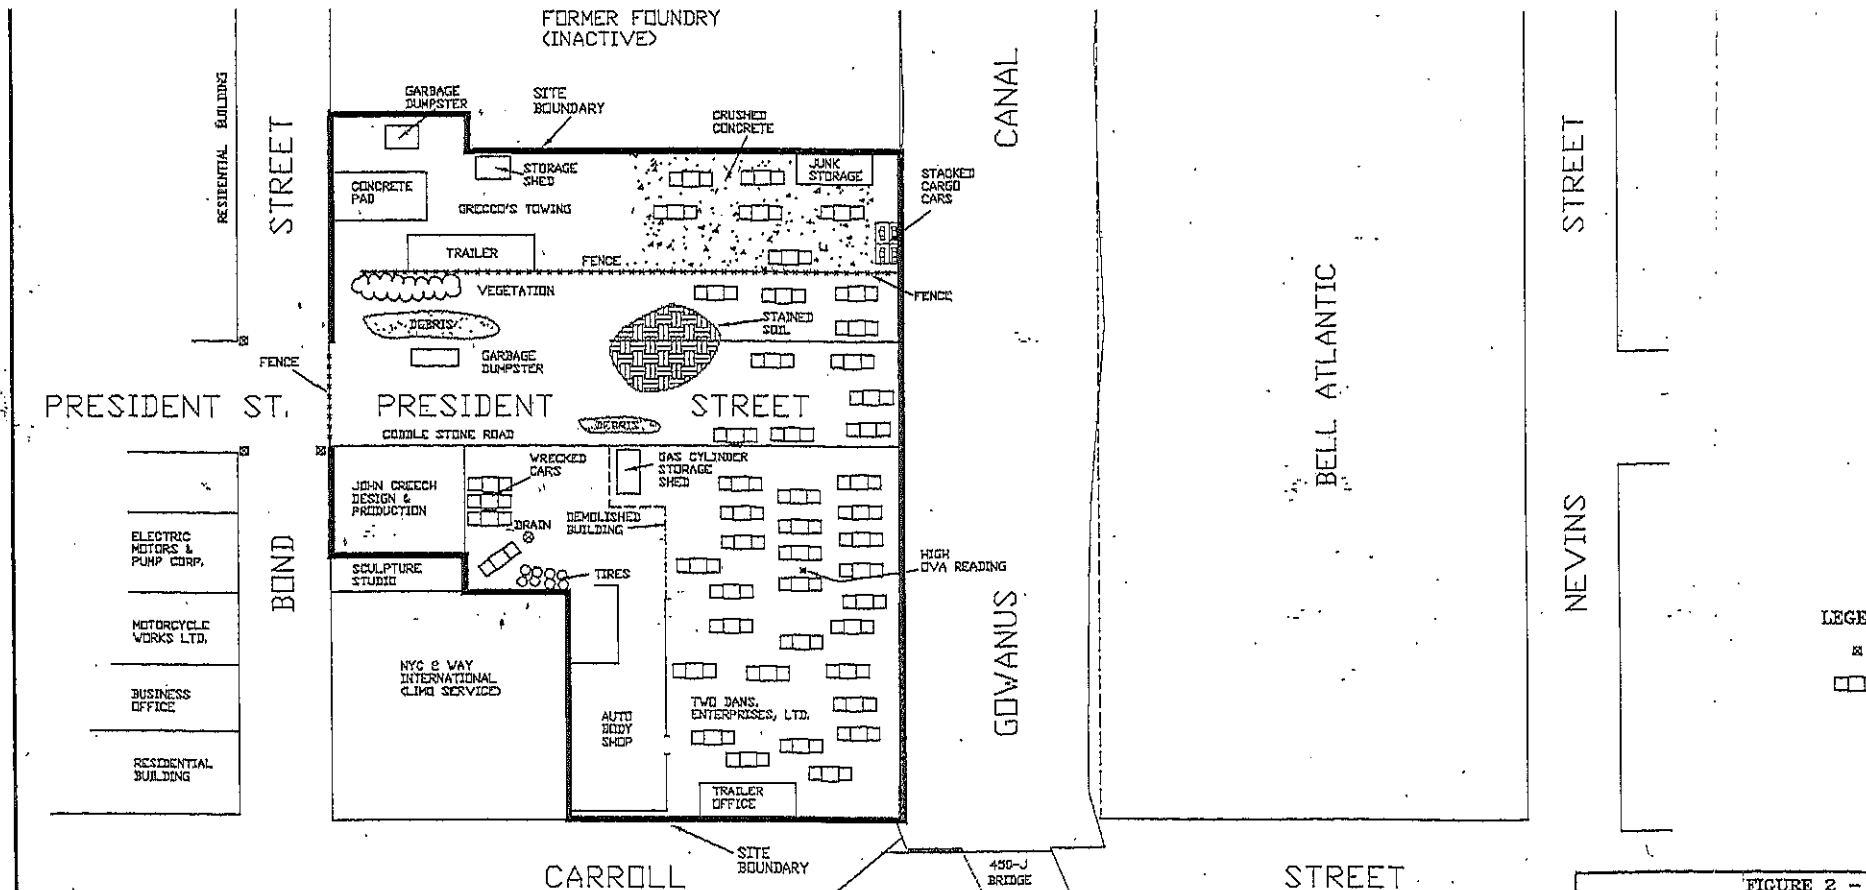 FORMER FOUNDRY
(INACTIVE)
RESIDENTIAL BUILDING
STREET
GARBAGE
DUMPSTER
SITE
BOUNDARY
CRUSHED
CONCRETE
CANAL
STREET
CONCRETE
PAD
STORAGE
SHED
GRECCO'S TOWING
JUNK
STORAGE
STACKED
CARGO
CARS
TRAILER
FENCE
VEGETATION
FENCE
DEBRIS
STAINED
SOIL
GARBAGE
DUMPSTER
FENCE
PRESIDENT ST.
PRESIDENT STREET
COBBLE STONE ROAD
DEBRIS
BELL ATLANTIC
WRECKED
CARS
GAS CYLINDER
STORAGE
SHED
JOHN CREECH
DESIGN &
PRODUCTION
DRAIN
DEMOLISHED
BUILDING
ELECTRIC
MOTORS &
PUMP CORP.
BOND
SCULPTURE
STUDIO
TIRES
HIGH
OVA READING
NEVINS
GOWANUS
MOTORCYCLE
WORKS LTD.
LEGE
NYC 2 WAY
INTERNATIONAL
(LIMO SERVICE)
BUSINESS
OFFICE
AUTO
BODY
SHOP
TWO DANS.
ENTERPRISES, LTD.
RESIDENTIAL
BUILDING
TRAILER
OFFICE
SITE
BOUNDARY
CARROLL
450-J
BRIDGE
STREET
FIGURE 2 -